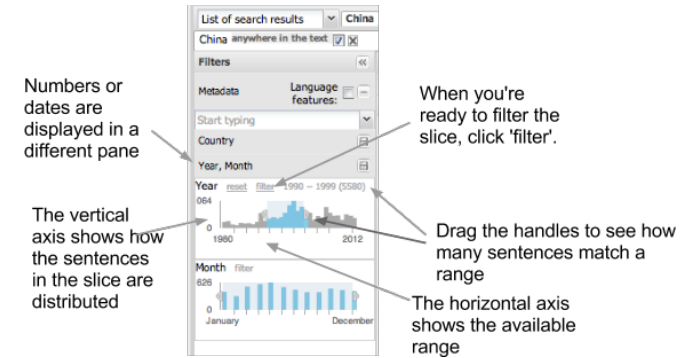 List of search results
China
China anywhere in the text
Filters
Metadata
Language
features:
Start typing
Country
Year, Month
Year reset filter 1990 -- 1999 (5580)
064
0
1980 2012
Month filter
626
0
January December
Numbers or
dates are
displayed in a
different pane
The vertical
axis shows how
the sentences
in the slice are
distributed
When you're
ready to filter the
slice, click 'filter'.
Drag the handles to see how
many sentences match a
range
The horizontal axis
shows the available
range